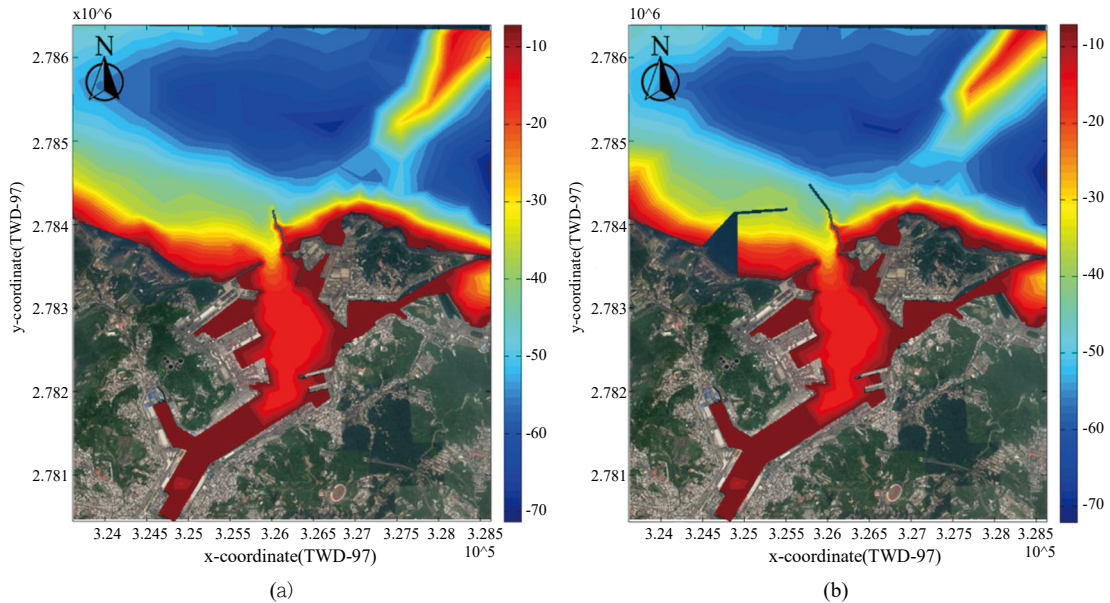 x10^6
N
2.786
2.785
2.784
2.783
2.782
2.781
y-coordinate(TWD-97)
3.24 3.245 3.25 3.255 3.26 3.265 3.27 3.275 3.28 3.285
10^5
x-coordinate(TWD-97)
-10
-20
-30
-40
-50
-60
-70
(a)
10^6
N
2.786
2.785
2.784
2.783
2.782
2.781
y-coordinate(TWD-97)
3.24 3.245 3.25 3.255 3.26 3.265 3.27 3.275 3.28 3.285
10^5
x-coordinate(TWD-97)
-10
-20
-30
-40
-50
-60
-70
(b)